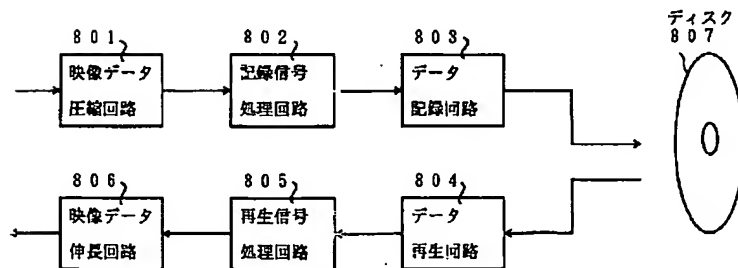 ディスク
807
801
映像データ
圧縮回路
802
記録信号
処理回路
803
データ
記録回路
806
映像データ
伸長回路
805
再生信号
処理回路
804
データ
再生回路